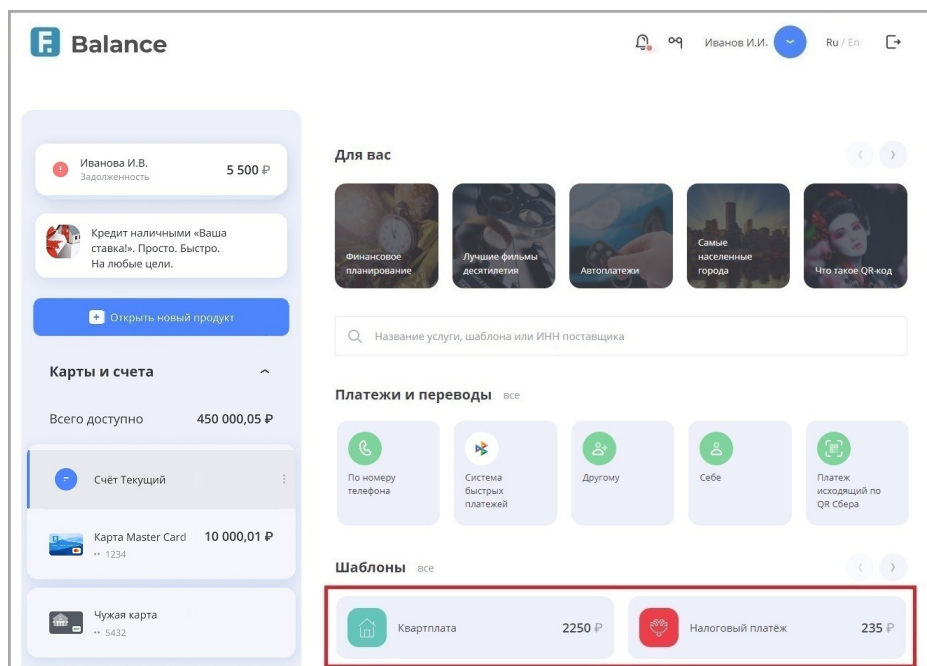 F. Balance
Иванов И.И.
Ru / En
Иванова И.В.
Задолженность
5 500 ₽
Кредит наличными «Ваша
ставка!». Просто. Быстро.
На любые цели.
Открыть новый продукт
Карты и счета
Всего доступно 450 000,05 ₽
Счёт Текущий
Карта Master Card 10 000,01 ₽
•• 1234
Чужая карта
•• 5432
Для вас
Финансовое
планирование
Лучшие фильмы
десятилетия
Автоплатежи
Самые
населенные
города
Что такое QR-код
Название услуги, шаблона или ИНН поставщика
Платежи и переводы все
По номеру
телефона
Система
быстрых
платежей
Другому
Себе
Платеж
исходящий по
QR Сбера
Шаблоны все
Квартплата 2250 ₽
Налоговый платёж 235 ₽